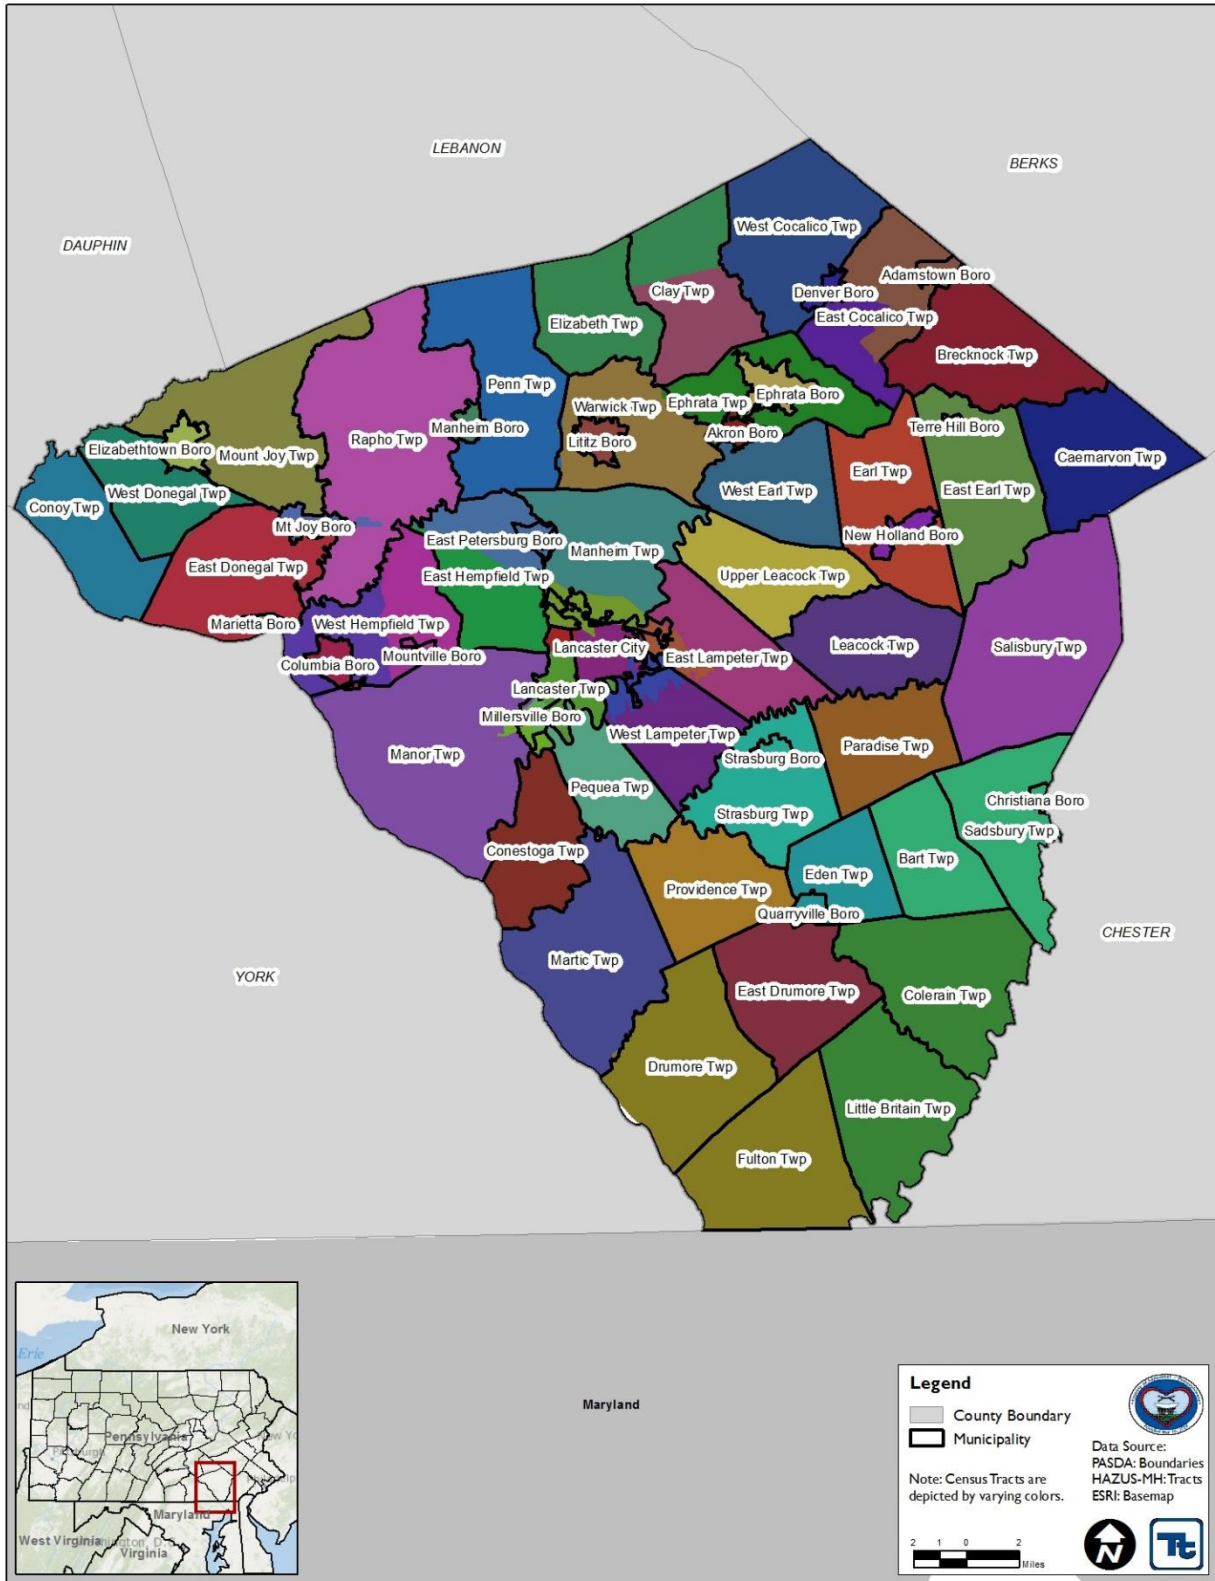 LEBANON
BERKS
DAUPHIN
West Cocalico Twp
Adamstown Boro
Clay Twp
Denver Boro
East Cocalico Twp
Elizabeth Twp
Brecknock Twp
Penn Twp
Ephrata Twp
Ephrata Boro
Warwick Twp
Manheim Boro
Terre Hill Boro
Akron Boro
Lititz Boro
Rapho Twp
Elizabethtown Boro
Mount Joy Twp
Caernarvon Twp
Earl Twp
West Earl Twp
East Earl Twp
West Donegal Twp
Conoy Twp
Mt Joy Boro
New Holland Boro
East Petersburg Boro
Manheim Twp
East Donegal Twp
East Hempfield Twp
Upper Leacock Twp
Marietta Boro
West Hempfield Twp
Leacock Twp
Salisbury Twp
Lancaster City
East Lampeter Twp
Columbia Boro
Mountville Boro
Lancaster Twp
Millersville Boro
West Lampeter Twp
Paradise Twp
Manor Twp
Strasburg Boro
Pequea Twp
Christiana Boro
Strasburg Twp
Sadsbury Twp
Conestoga Twp
Bart Twp
Eden Twp
Providence Twp
Quarryville Boro
CHESTER
Martic Twp
YORK
East Drumore Twp
Colerain Twp
Drumore Twp
Little Britain Twp
Fulton Twp
New York
Erie
Pennsylvania
Pittsburgh
Maryland
West Virginia
Virginia
Maryland
Legend
County Boundary
Municipality
Note: Census Tracts are
depicted by varying colors.
Data Source:
PASDA: Boundaries
HAZUS-MH: Tracts
ESRI: Basemap
2 1 0 2
Miles
N
Tt